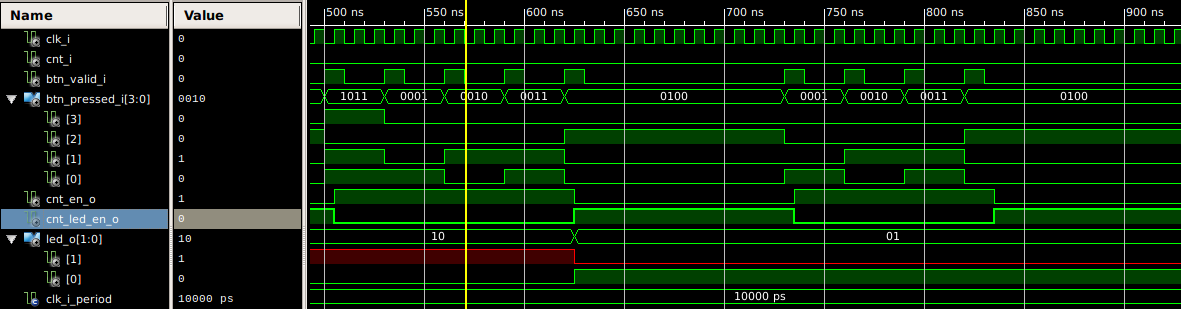 Name Value 500 ns 550 ns 600 ns 650 ns 700 ns 750 ns 800 ns 850 ns 900 ns
clk_i 0
cnt_i 0
btn_valid_i 0
btn_pressed_i[3:0] 0010 1011 0001 0010 0011 0100 0001 0010 0011 0100
[3] 0
[2] 0
[1] 1
[0] 0
cnt_en_o 1
cnt_led_en_o 0
led_o[1:0] 10 10 01
[1] 1
[0] 0
clk_i_period 10000 ps 10000 ps